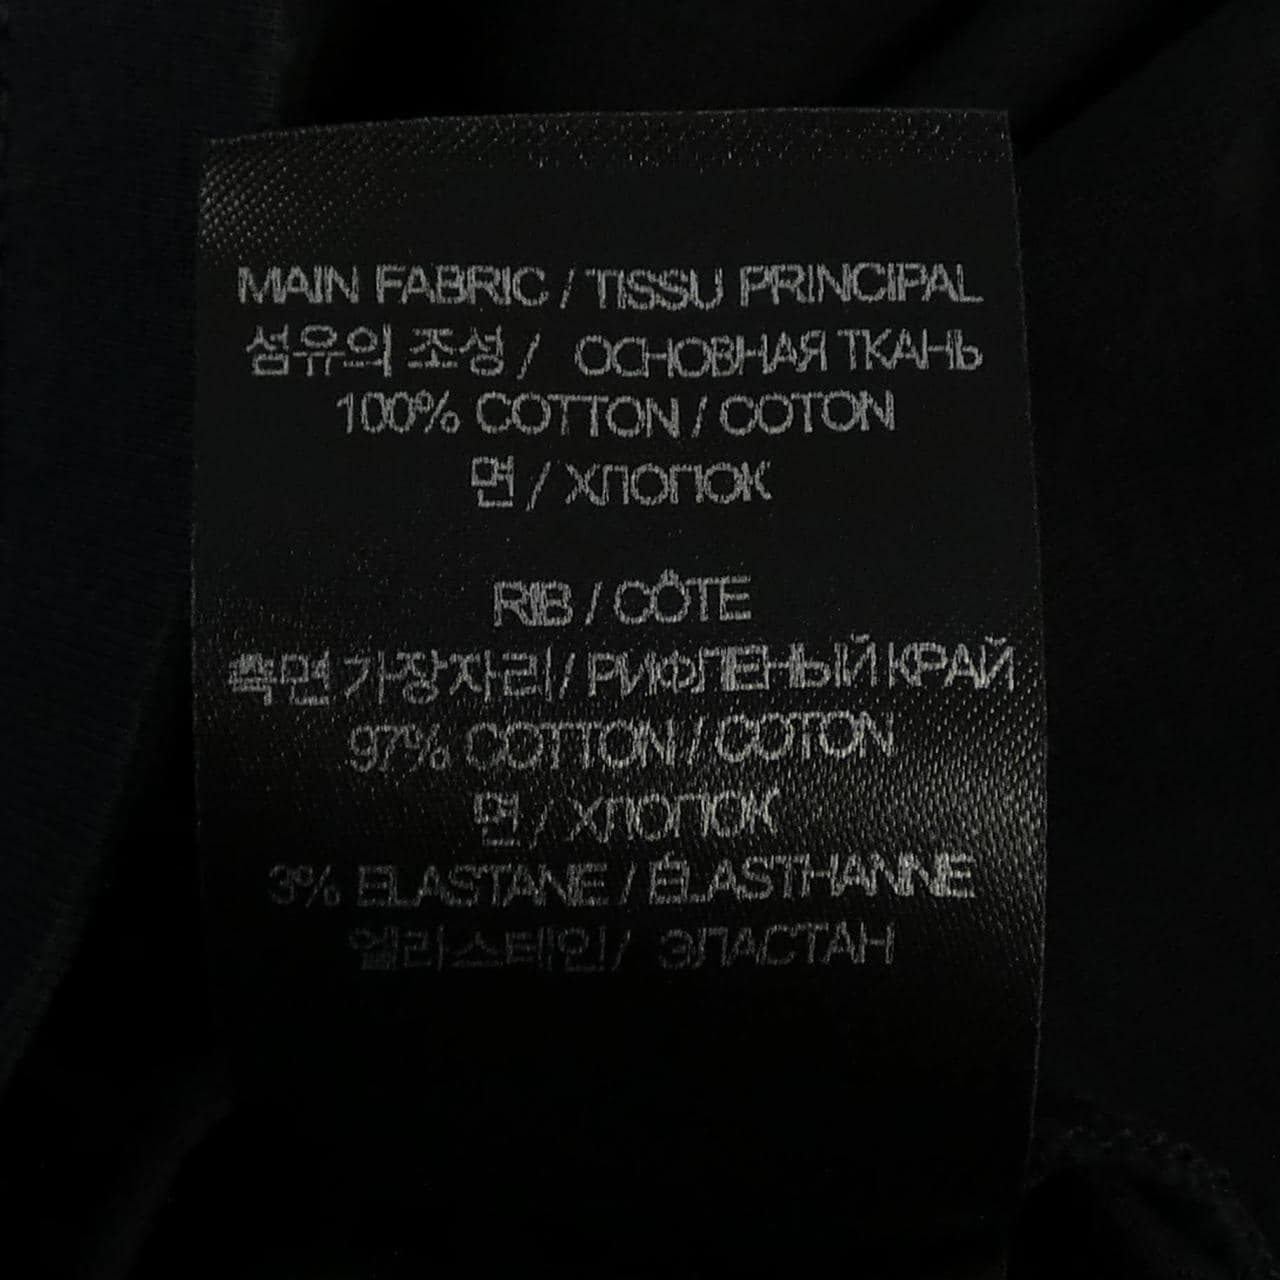 MAIN FABRIC / TISSU PRINCIPAL
섬유의 조성 / ОСНОВНАЯ ТКАНЬ
100% COTTON / COTON
면 / ХЛОПОК
RIB / CÔTE
측면 가장자리 / РИФЛЕНЫЙ КРАЙ
97% COTTON / COTON
면 / ХЛОПОК
3% ELASTANE / ÉLASTHANNE
엘라스테인 / ЭЛАСТАН